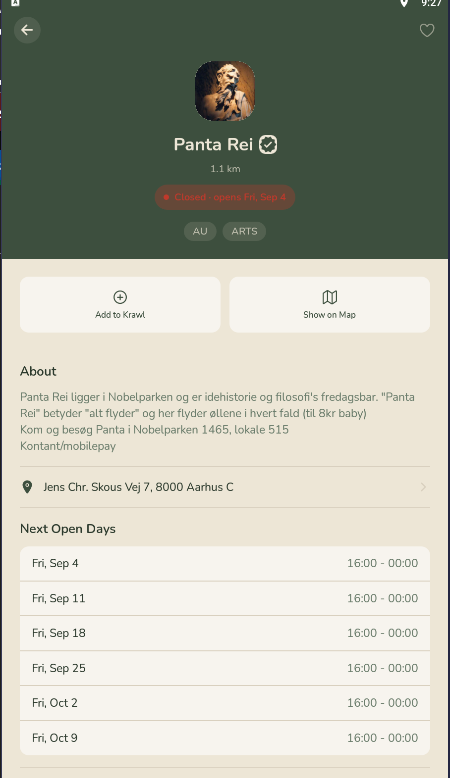 9:27
Panta Rei
1.1 km
Closed · opens Fri, Sep 4
AU
ARTS
Add to Krawl
Show on Map
About
Panta Rei ligger i Nobelparken og er idehistorie og filosofi's fredagsbar. "Panta
Rei" betyder "alt flyder" og her flyder øllene i hvert fald (til 8kr baby)
Kom og besøg Panta i Nobelparken 1465, lokale 515
Kontant/mobilepay
Jens Chr. Skous Vej 7, 8000 Aarhus C
Next Open Days
Fri, Sep 4 16:00 - 00:00
Fri, Sep 11 16:00 - 00:00
Fri, Sep 18 16:00 - 00:00
Fri, Sep 25 16:00 - 00:00
Fri, Oct 2 16:00 - 00:00
Fri, Oct 9 16:00 - 00:00